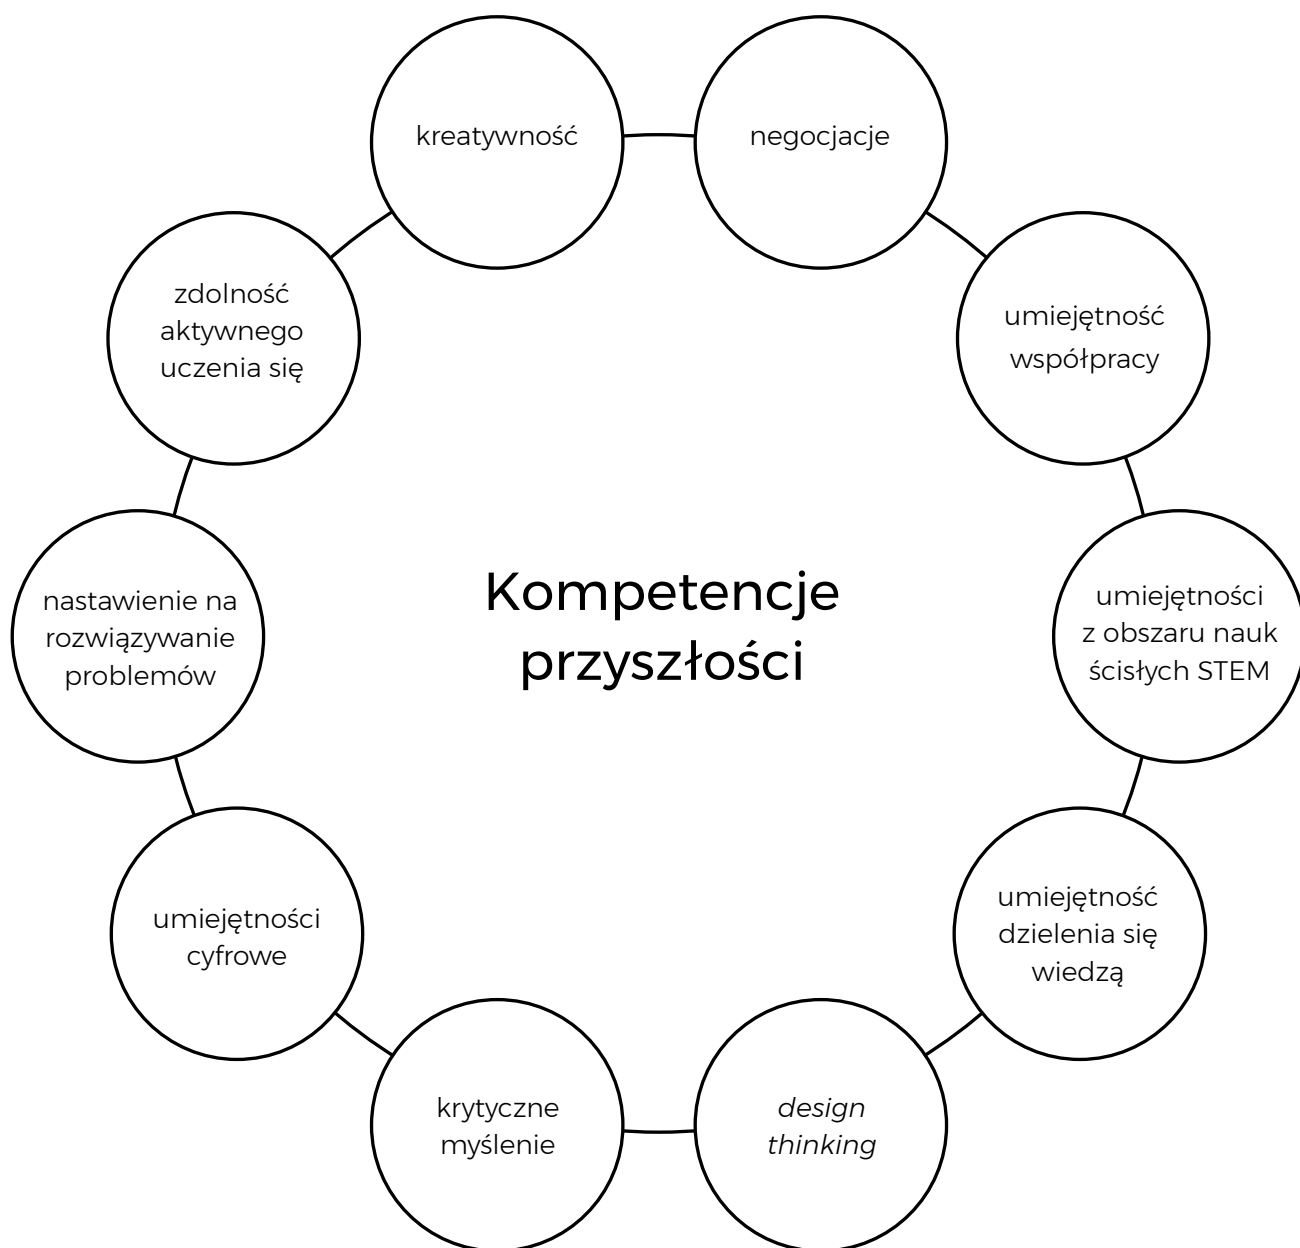 kreatywność
negocjacje
umiejętność
współpracy
umiejętności
z obszaru nauk
ścisłych STEM
umiejętność
dzielenia się
wiedzą
design
thinking
krytyczne
myślenie
umiejętności
cyfrowe
nastawienie na
rozwiązywanie
problemów
zdolność
aktywnego
uczenia się
Kompetencje
przyszłości